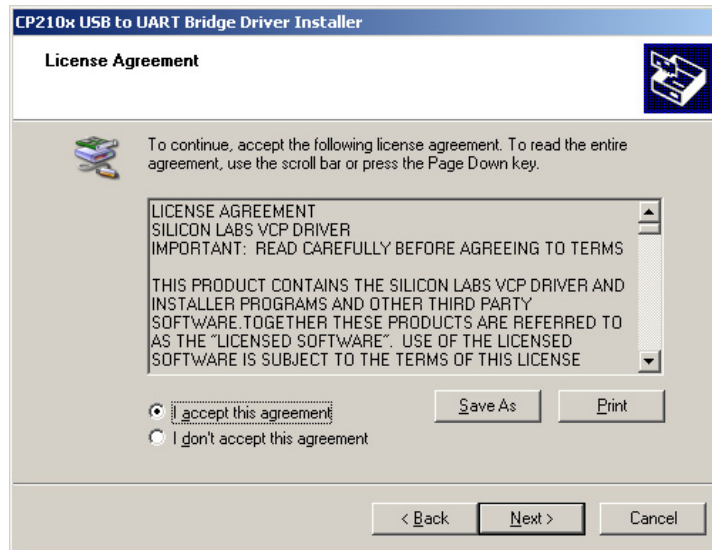 CP210x USB to UART Bridge Driver Installer
License Agreement
To continue, accept the following license agreement. To read the entire
agreement, use the scroll bar or press the Page Down key.
LICENSE AGREEMENT
SILICON LABS VCP DRIVER
IMPORTANT:  READ CAREFULLY BEFORE AGREEING TO TERMS
THIS PRODUCT CONTAINS THE SILICON LABS VCP DRIVER AND
INSTALLER PROGRAMS AND OTHER THIRD PARTY
SOFTWARE.TOGETHER THESE PRODUCTS ARE REFERRED TO
AS THE "LICENSED SOFTWARE".  USE OF THE LICENSED
SOFTWARE IS SUBJECT TO THE TERMS OF THIS LICENSE
Save As
Print
I accept this agreement
I don't accept this agreement
< Back
Next >
Cancel